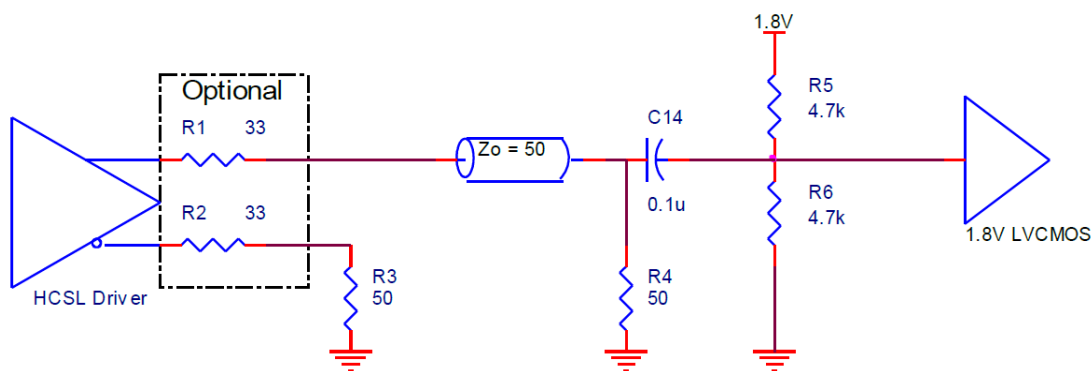 1.8V
Optional
R1 33
R2 33
HCSL Driver
R3
50
Zo = 50
R4
50
C14
0.1u
R5
4.7k
R6
4.7k
1.8V LVCMOS